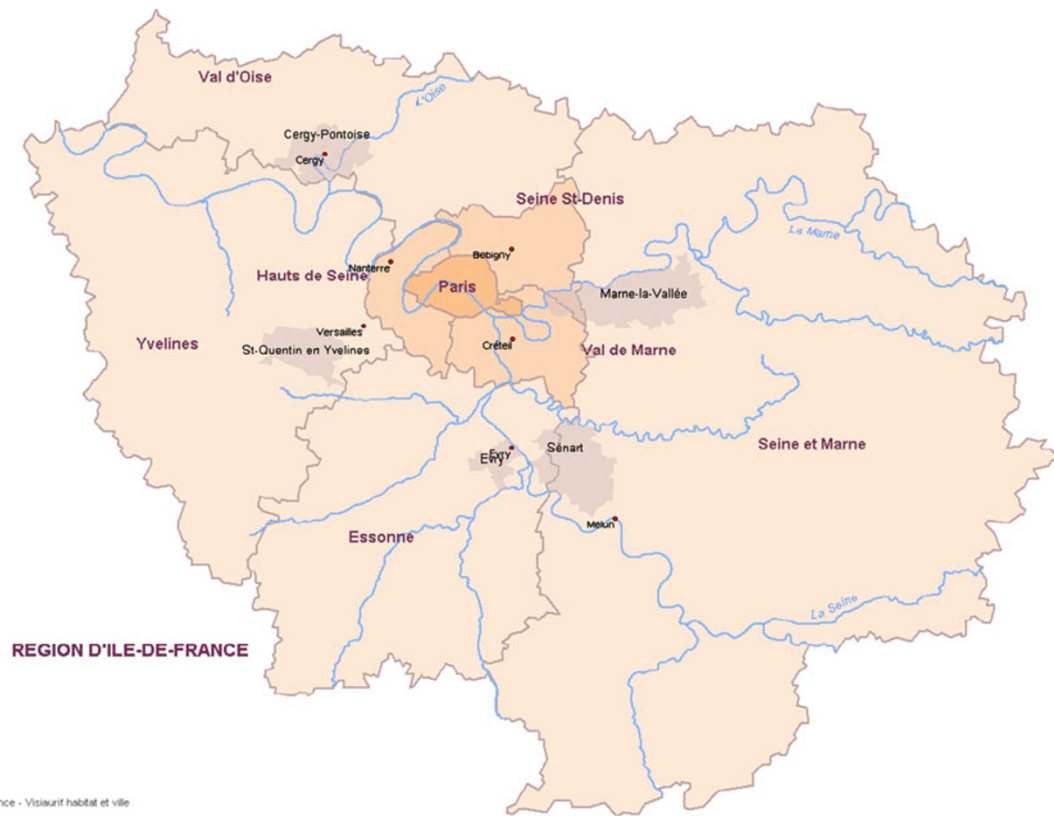 Val d'Oise
L'Oise
Cergy-Pontoise
Cergy
Seine St-Denis
La Marne
Bobigny
Nanterre
Hauts de Seine
Paris
Marne-la-Vallée
Versailles
Yvelines
St-Quentin en Yvelines
Créteil
Val de Marne
Seine et Marne
Sénart
Evry
Evry
Melun
Essonne
La Seine
REGION D'ILE-DE-FRANCE
nce - Visiaurif habitat et ville